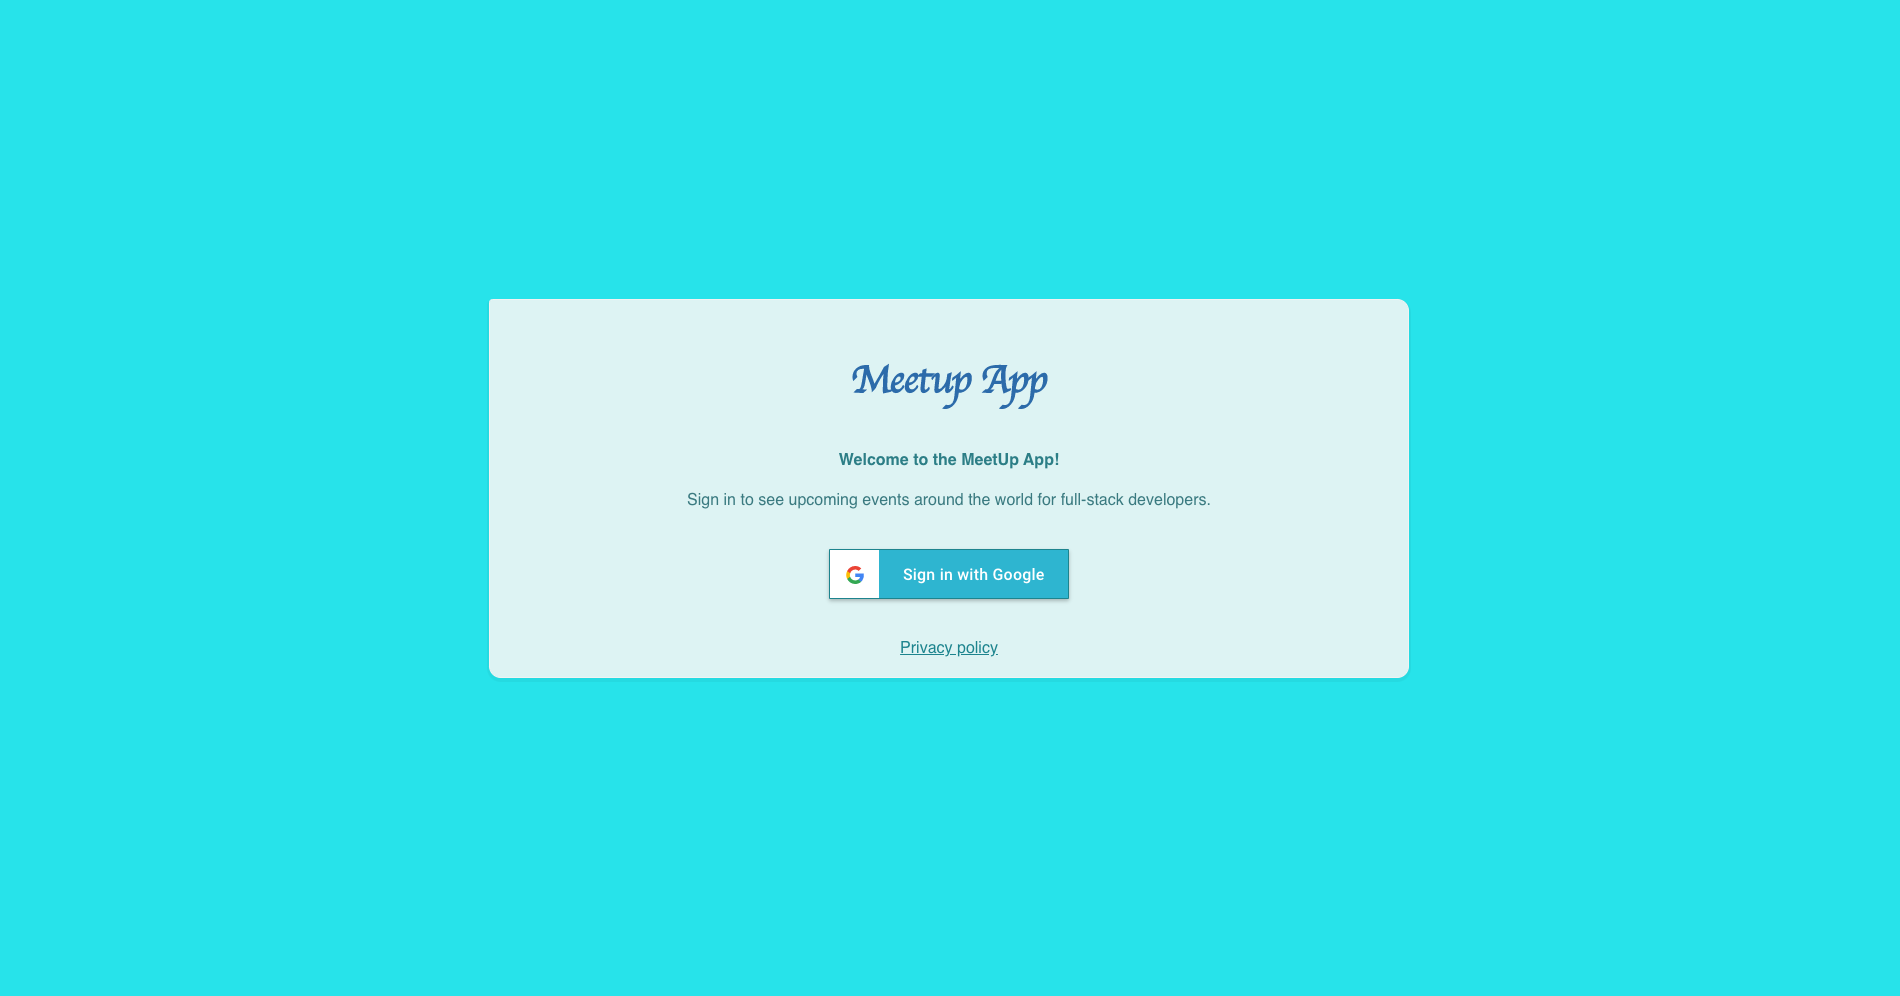 Meetup App
Welcome to the MeetUp App!
Sign in to see upcoming events around the world for full-stack developers.
Sign in with Google
Privacy policy